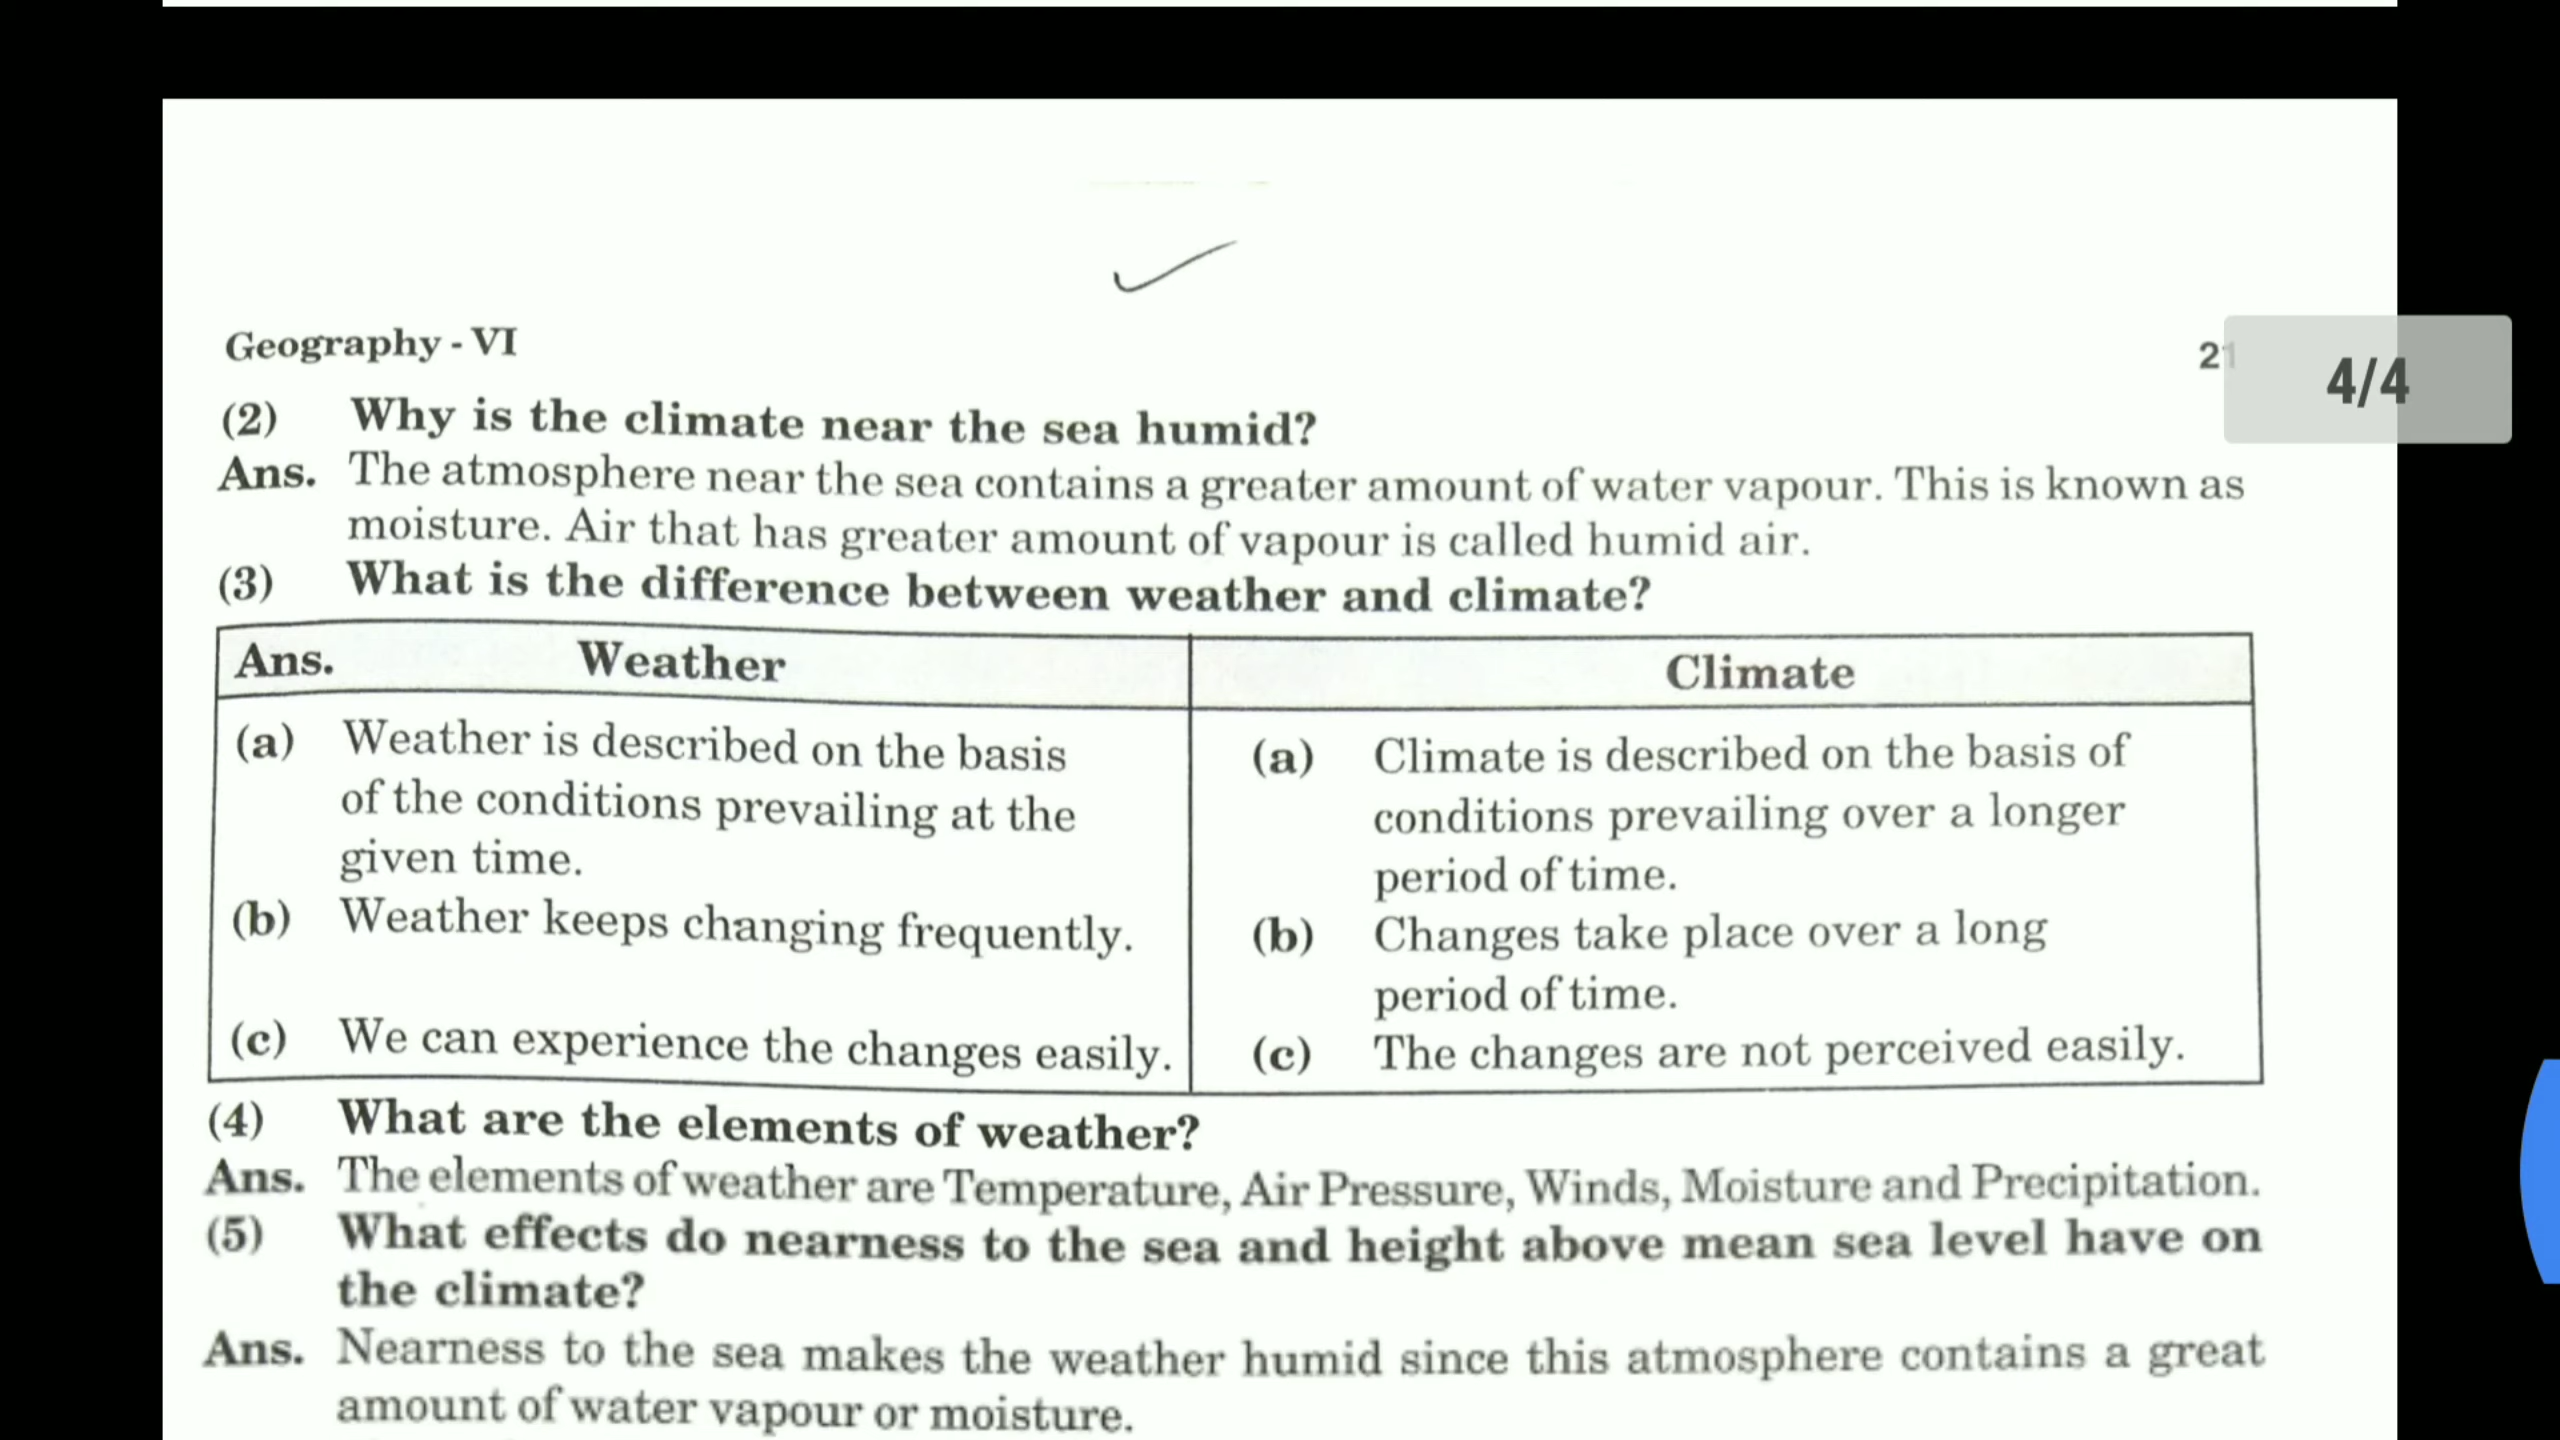 Geography - VI
21
4/4
(2) Why is the climate near the sea humid?
Ans. The atmosphere near the sea contains a greater amount of water vapour. This is known as
moisture. Air that has greater amount of vapour is called humid air.
(3) What is the difference between weather and climate?
Ans. Weather Climate
(a) Weather is described on the basis
of the conditions prevailing at the
given time.
(b) Weather keeps changing frequently.
(c) We can experience the changes easily.
(a) Climate is described on the basis of
conditions prevailing over a longer
period of time.
(b) Changes take place over a long
period of time.
(c) The changes are not perceived easily.
(4) What are the elements of weather?
Ans. The elements of weather are Temperature, Air Pressure, Winds, Moisture and Precipitation.
(5) What effects do nearness to the sea and height above mean sea level have on
the climate?
Ans. Nearness to the sea makes the weather humid since this atmosphere contains a great
amount of water vapour or moisture.